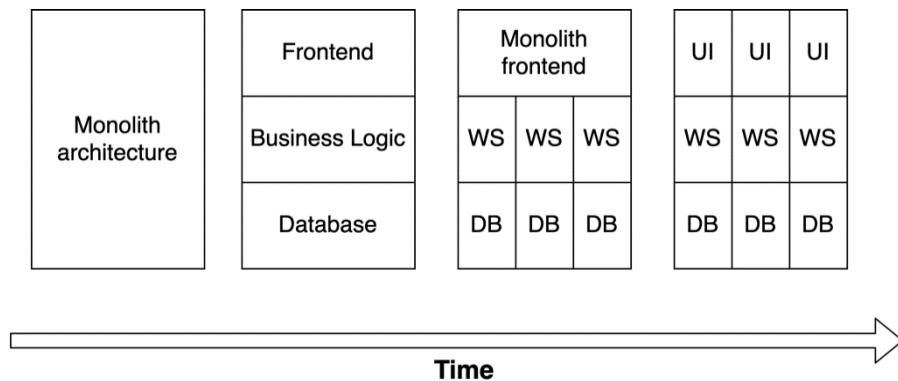 Monolith
architecture
Frontend
Business Logic
Database
Monolith
frontend
WS WS WS
DB DB DB
UI UI UI
WS WS WS
DB DB DB
Time